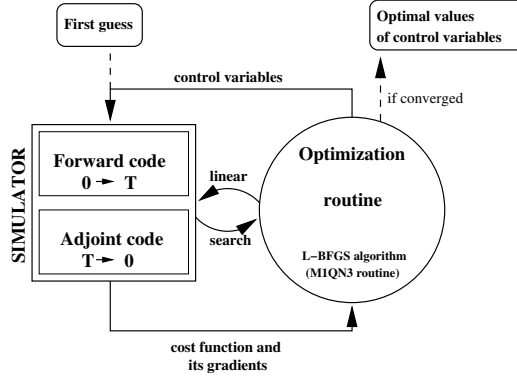 First guess
Optimal values
of control variables
control variables
if converged
SIMULATOR
Forward code
0 → T
Adjoint code
T → 0
linear
search
Optimization
routine
L−BFGS algorithm
(M1QN3 routine)
cost function and
its gradients